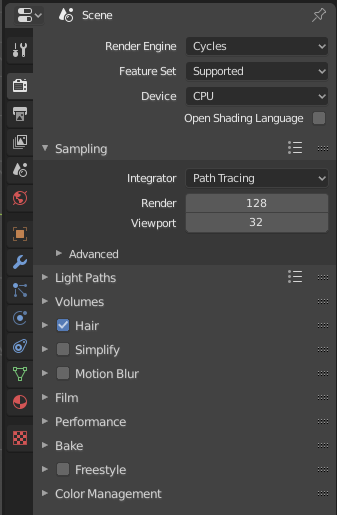 Scene
Render Engine Cycles
Feature Set Supported
Device CPU
Open Shading Language
Sampling
Integrator Path Tracing
Render 128
Viewport 32
Advanced
Light Paths
Volumes
Hair
Simplify
Motion Blur
Film
Performance
Bake
Freestyle
Color Management